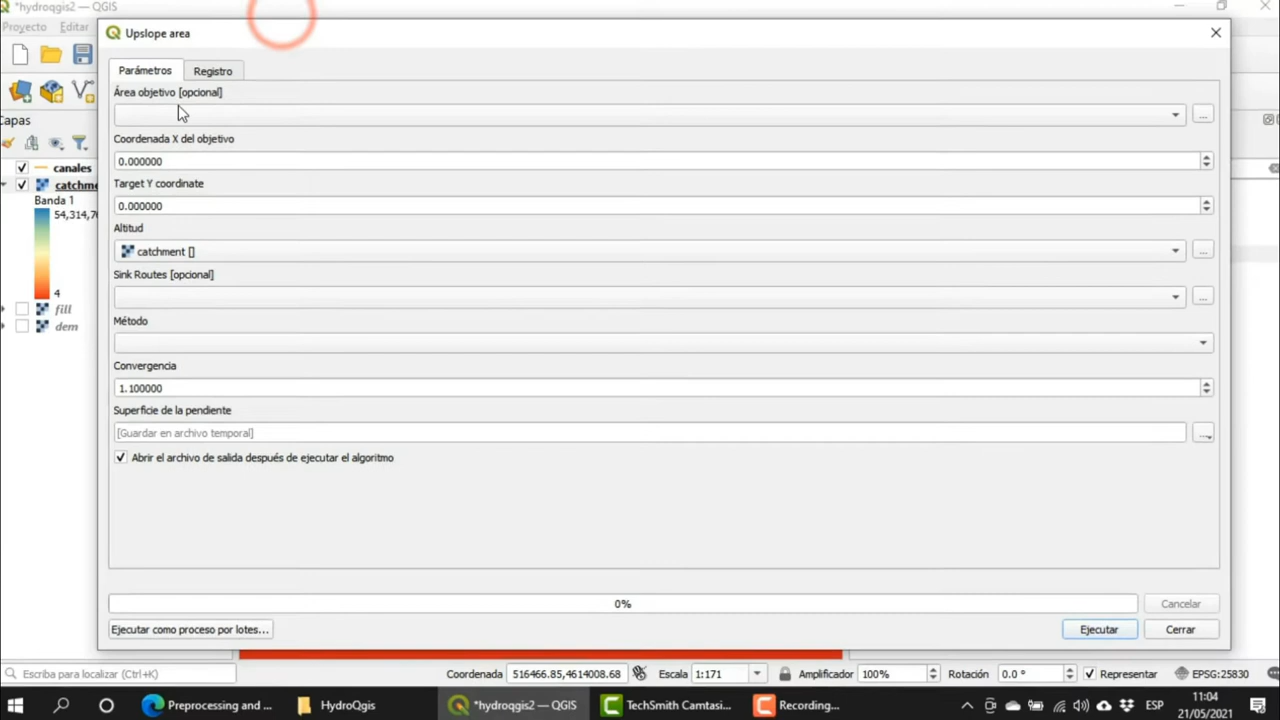 *hydroqgis2 — QGIS
Proyecto Editar
Upslope area
Parámetros Registro
Área objetivo [opcional]
...
Coordenada X del objetivo
0.000000
Target Y coordinate
0.000000
Altitud
catchment []
...
Sink Routes [opcional]
...
Método
Convergencia
1.100000
Superficie de la pendiente
[Guardar en archivo temporal]
...
Abrir el archivo de salida después de ejecutar el algoritmo
0%
Cancelar
Ejecutar como proceso por lotes...
Ejecutar
Cerrar
Capas
canales
catchme
Banda 1
54,314,7
4
fill
dem
Escriba para localizar (Ctrl+K)
Coordenada 516466.85,4614008.68 Escala 1:171 Amplificador 100% Rotación 0.0 ° Representar EPSG:25830
Preprocessing and ... HydroQgis *hydroqgis2 — QGIS TechSmith Camtasi... Recording... ESP 11:04
21/05/2021